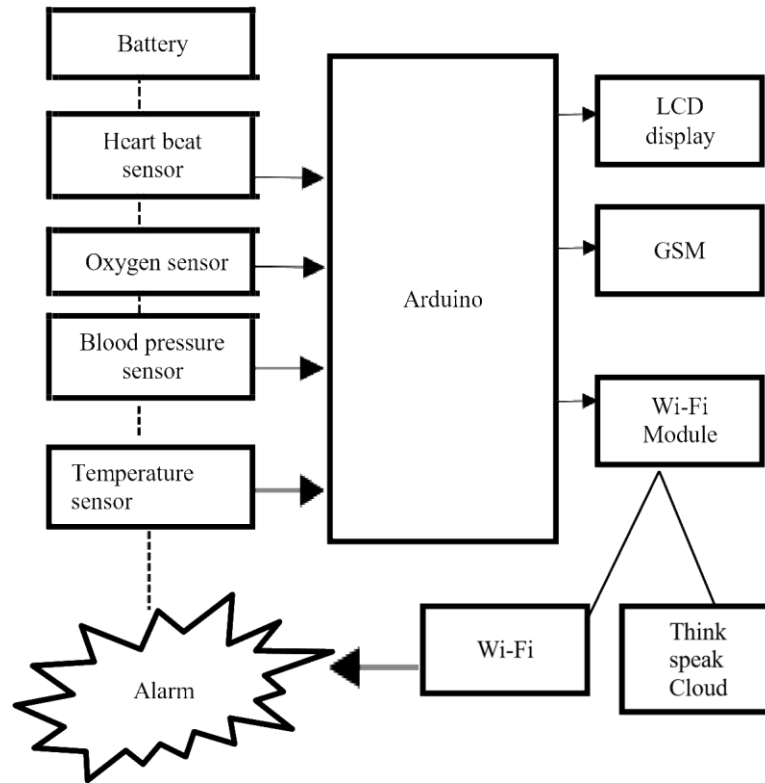 Battery
Heart beat
sensor
Oxygen sensor
Blood pressure
sensor
Temperature
sensor
Arduino
LCD
display
GSM
Wi-Fi
Module
Wi-Fi
Think
speak
Cloud
Alarm